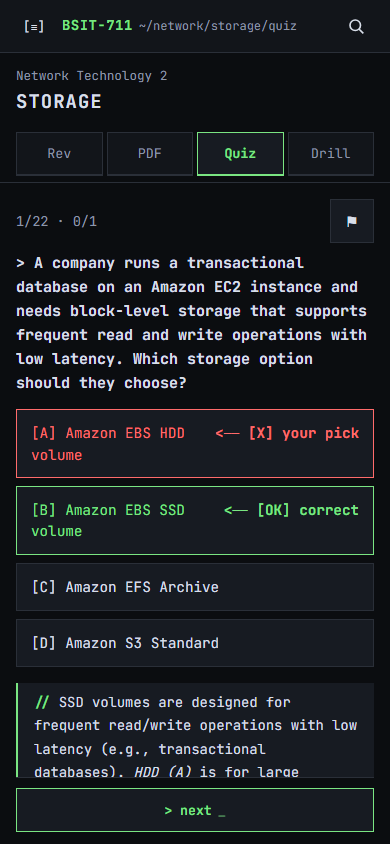 [≡] BSIT-711 ~/network/storage/quiz
Network Technology 2
STORAGE
Rev PDF Quiz Drill
1/22 · 0/1
> A company runs a transactional
database on an Amazon EC2 instance and
needs block-level storage that supports
frequent read and write operations with
low latency. Which storage option
should they choose?
[A] Amazon EBS HDD <── [X] your pick
volume
[B] Amazon EBS SSD <── [OK] correct
volume
[C] Amazon EFS Archive
[D] Amazon S3 Standard
// SSD volumes are designed for
frequent read/write operations with low
latency (e.g., transactional
databases). HDD (A) is for large
> next _